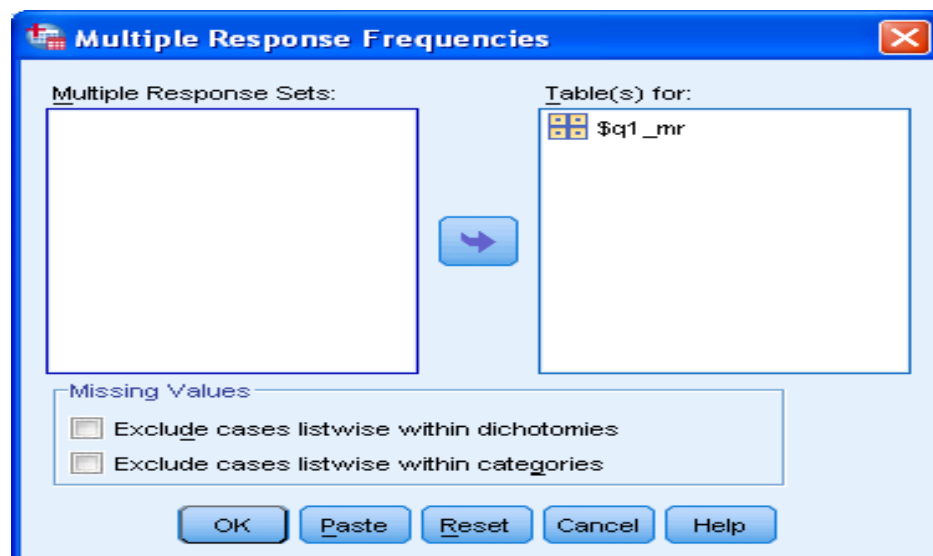 Multiple Response Frequencies
Multiple Response Sets:
Table(s) for:
$q1_mr
Missing Values
Exclude cases listwise within dichotomies
Exclude cases listwise within categories
OK Paste Reset Cancel Help